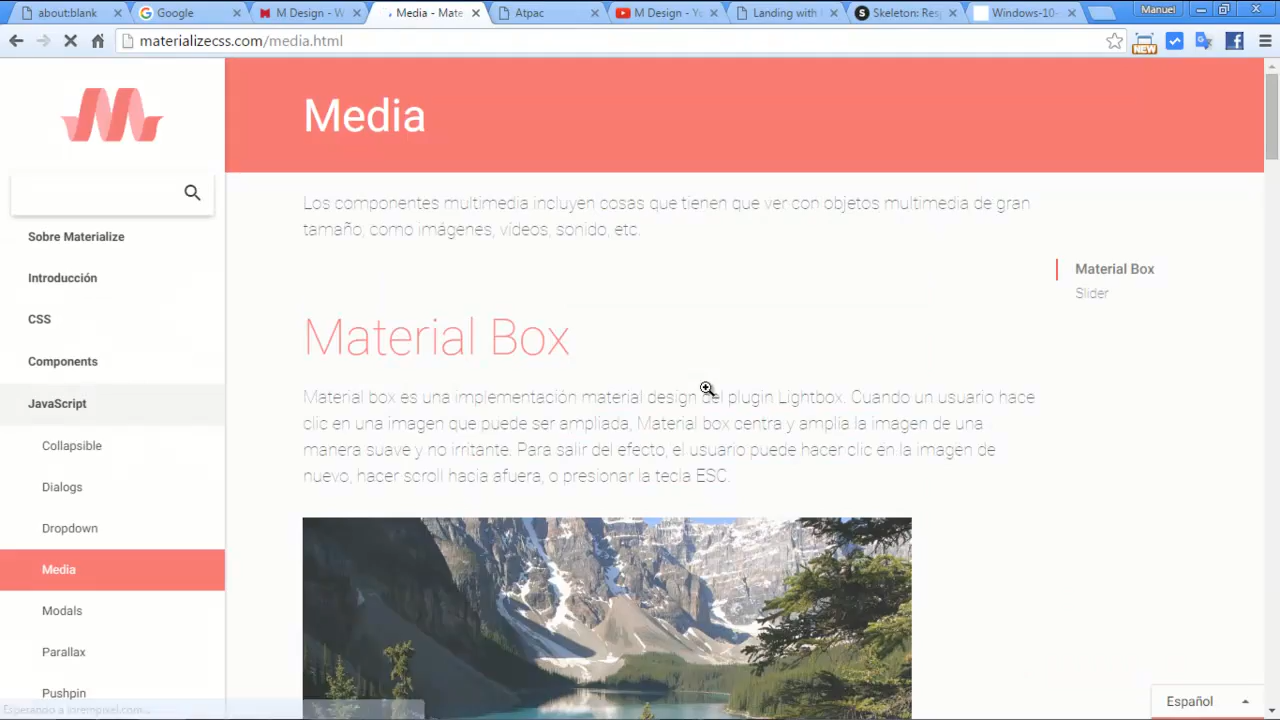 about:blank
Google
M Design - W
Media - Mate
Atpac
M Design - Yo
Landing with
Skeleton: Res
Windows-10-
Manuel
materializecss.com/media.html
NEW
Media
Los componentes multimedia incluyen cosas que tienen que ver con objetos multimedia de gran
tamaño, como imágenes, videos, sonido, etc.
Material Box
Slider
Sobre Materialize
Introducción
CSS
Components
JavaScript
Collapsible
Dialogs
Dropdown
Media
Modals
Parallax
Pushpin
Material Box
Material box es una implementación material design del plugin Lightbox. Cuando un usuario hace
clic en una imagen que puede ser ampliada, Material box centra y amplia la imagen de una
manera suave y no irritante. Para salir del efecto, el usuario puede hacer clic en la imagen de
nuevo, hacer scroll hacia afuera, o presionar la tecla ESC.
Esperando a lorempixel.com...
Español